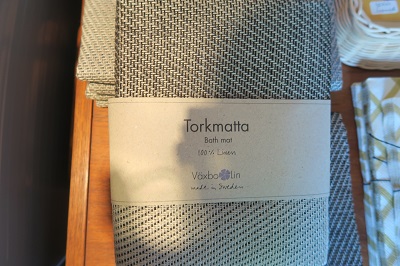 Torkmatta
Bath mat
100% Linen
Växbo Lin
made in Sweden